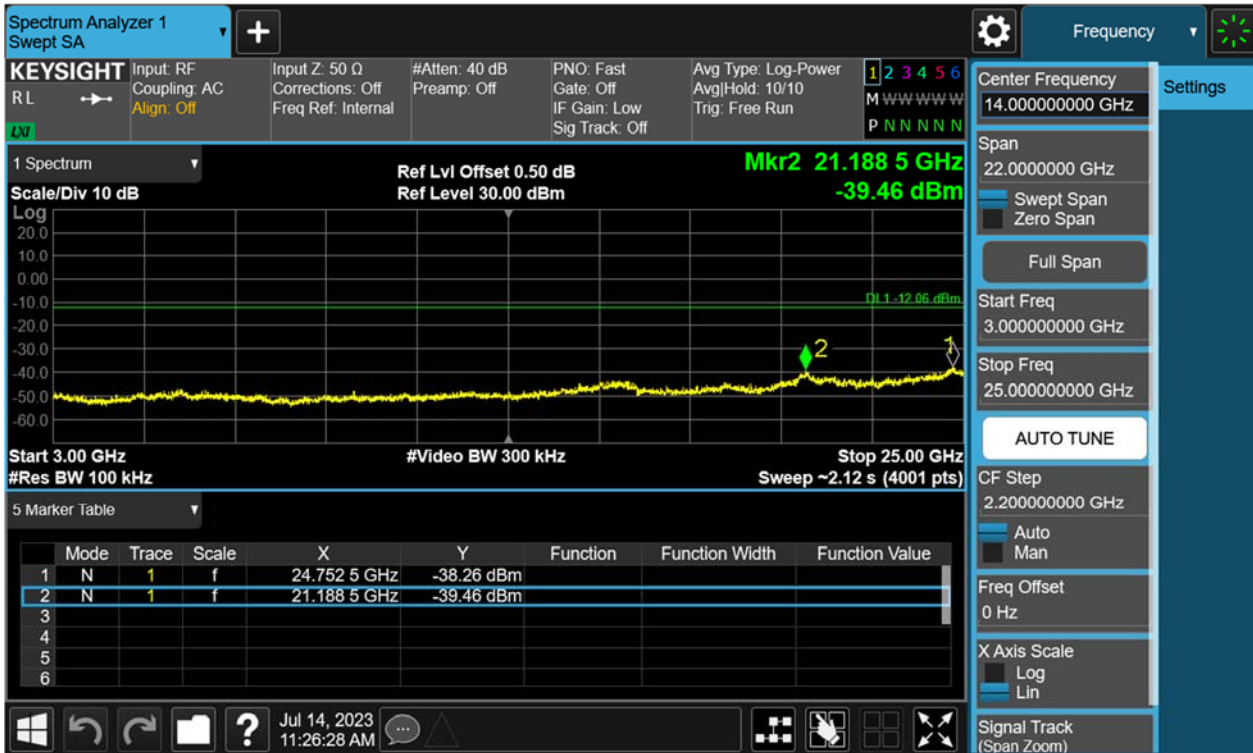 Spectrum Analyzer 1
Swept SA
+
Frequency
KEYSIGHT
RL
LXI
Input: RF
Coupling: AC
Align: Off
Input Z: 50 Ω
Corrections: Off
Freq Ref: Internal
#Atten: 40 dB
Preamp: Off
PNO: Fast
Gate: Off
IF Gain: Low
Sig Track: Off
Avg Type: Log-Power
Avg|Hold: 10/10
Trig: Free Run
1 2 3 4 5 6
M W W W W W
P N N N N N
1 Spectrum
Ref Lvl Offset 0.50 dB
Mkr2 21.188 5 GHz
Scale/Div 10 dB
Ref Level 30.00 dBm
-39.46 dBm
Log
20.0
10.0
0.00
-10.0
DL1 -12.06 dBm
-20.0
-30.0
2
1
-40.0
-50.0
-60.0
Start 3.00 GHz
#Video BW 300 kHz
Stop 25.00 GHz
#Res BW 100 kHz
Sweep ~2.12 s (4001 pts)
5 Marker Table
Mode Trace Scale X Y Function Function Width Function Value
1 N 1 f 24.752 5 GHz -38.26 dBm
2 N 1 f 21.188 5 GHz -39.46 dBm
3
4
5
6
?
Jul 14, 2023
11:26:28 AM
Center Frequency
14.000000000 GHz
Settings
Span
22.0000000 GHz
Swept Span
Zero Span
Full Span
Start Freq
3.000000000 GHz
Stop Freq
25.000000000 GHz
AUTO TUNE
CF Step
2.200000000 GHz
Auto
Man
Freq Offset
0 Hz
X Axis Scale
Log
Lin
Signal Track
(Span Zoom)